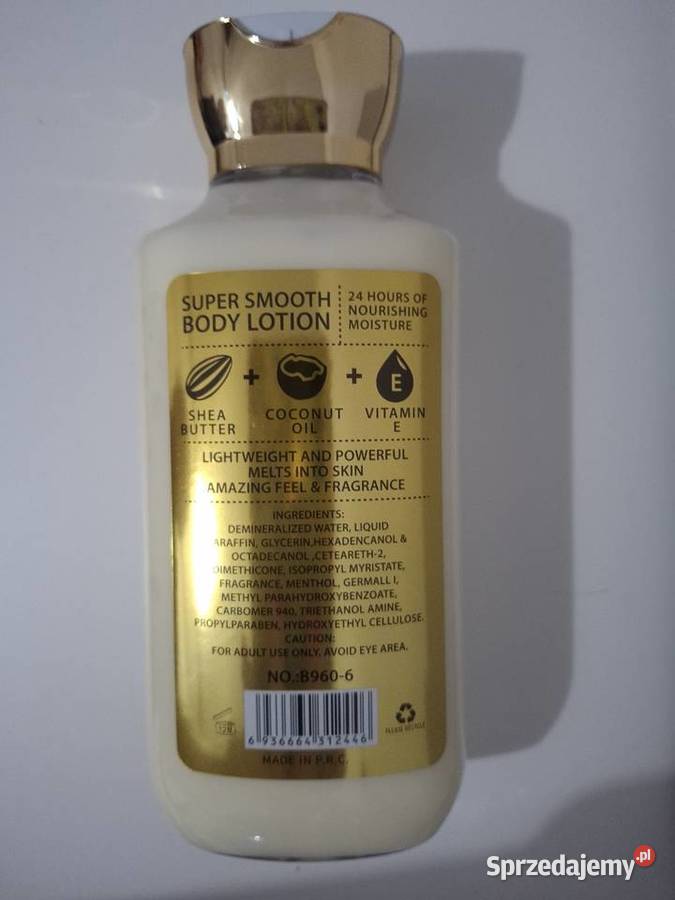 SUPER SMOOTH
BODY LOTION
24 HOURS OF
NOURISHING
MOISTURE
SHEA
BUTTER
+
COCONUT
OIL
+
E
VITAMIN
E
LIGHTWEIGHT AND POWERFUL
MELTS INTO SKIN
AMAZING FEEL & FRAGRANCE
INGREDIENTS:
DEMINERALIZED WATER, LIQUID
ARAFFIN, GLYCERIN,HEXADENCANOL &
OCTADECANOL ,CETEARETH-2,
DIMETHICONE, ISOPROPYL MYRISTATE,
FRAGRANCE, MENTHOL, GERMALL I,
METHYL PARAHYDROXYBENZOATE,
CARBOMER 940, TRIETHANOL AMINE,
PROPYLPARABEN, HYDROXYETHYL CELLULOSE.
CAUTION:
FOR ADULT USE ONLY. AVOID EYE AREA.
NO.:B960-6
6 936664 312446
PLEASE RECYCLE
MADE IN P.R.C.
Sprzedajemy.pl